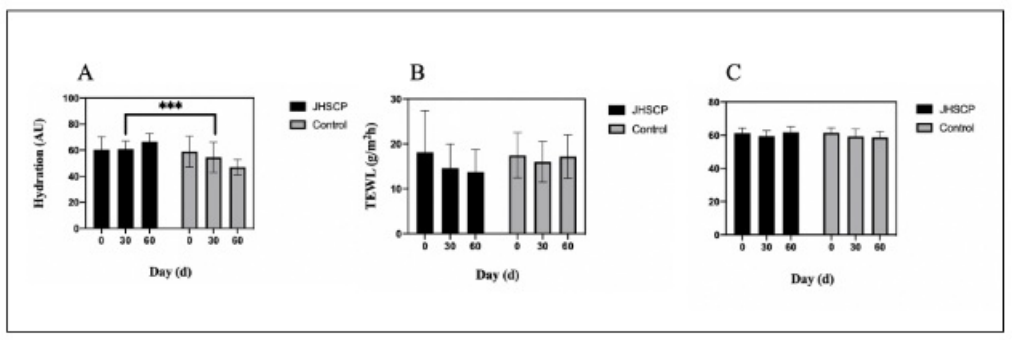 A
Hydration (AU)
100
80
60
40
20
0
***
0 30 60 0 30 60
Day (d)
JHSCP
Control
B
TEWL (g/m²h)
30
20
10
0
0 30 60 0 30 60
Day (d)
JHSCP
Control
C
80
60
40
20
0
0 30 60 0 30 60
Day (d)
JHSCP
Control